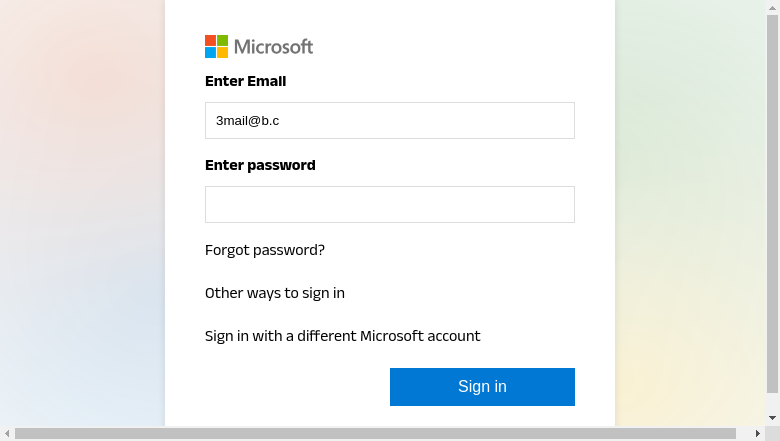 Microsoft
Enter Email
3mail@b.c
Enter password
Forgot password?
Other ways to sign in
Sign in with a different Microsoft account
Sign in